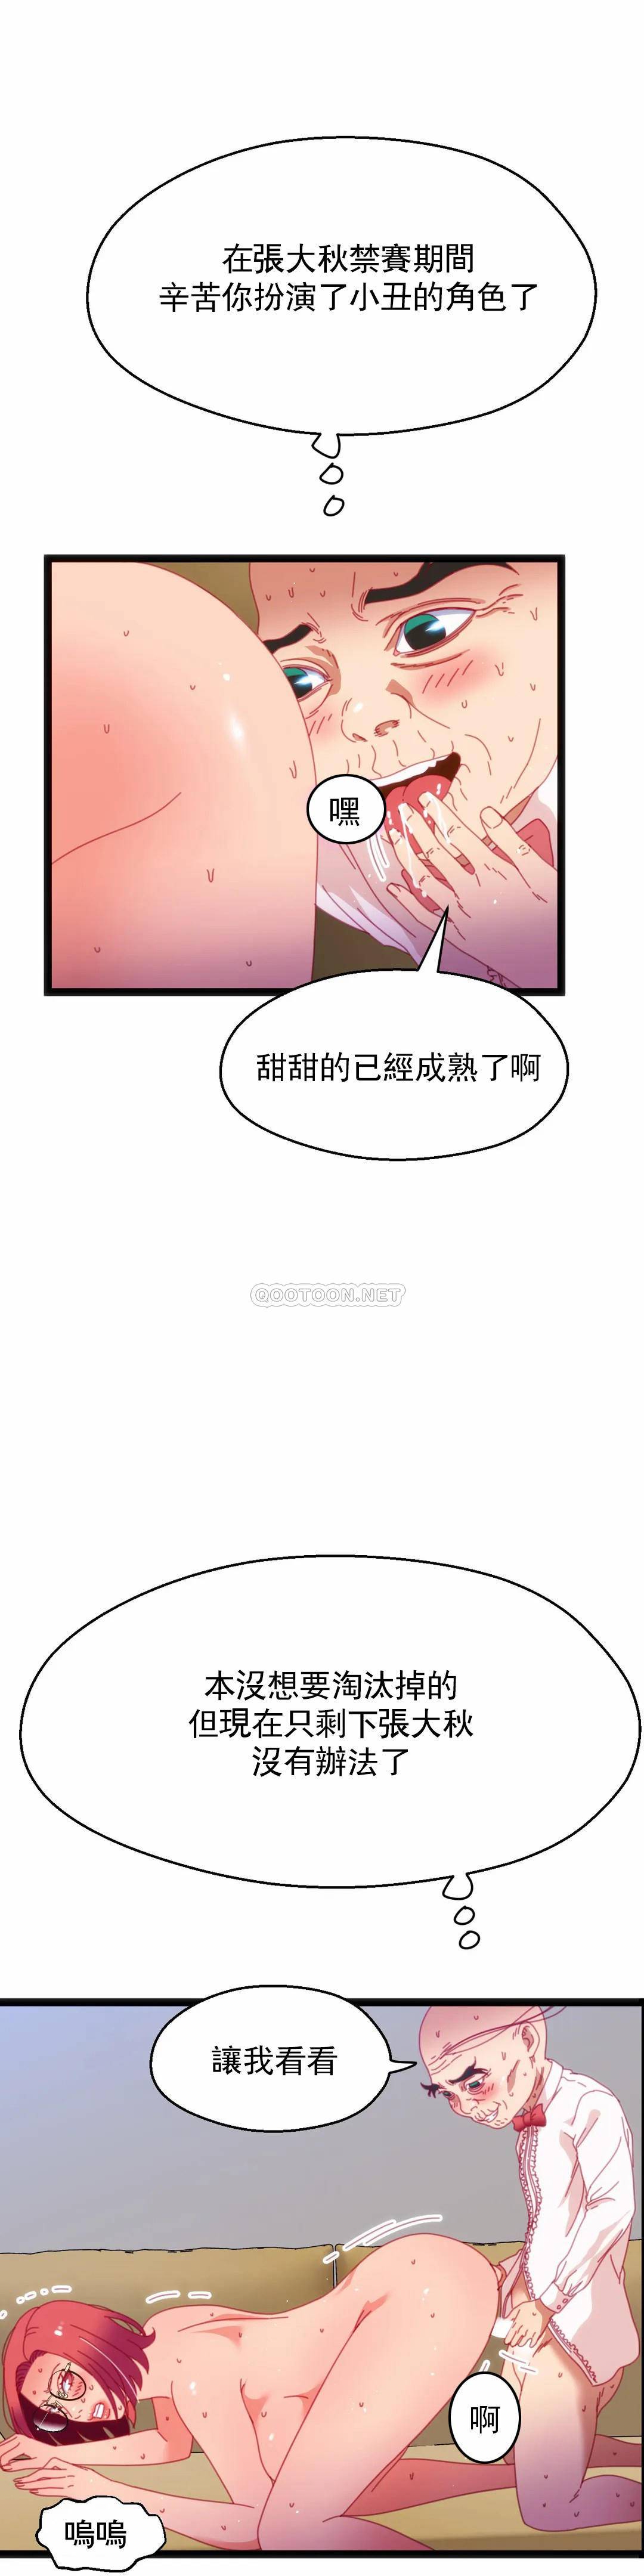 在張大秋禁賽期間
辛苦你扮演了小丑的角色了
嘿
甜甜的已經成熟了啊
QOOTOON.NET
本沒想要淘汰掉的
但現在只剩下張大秋
沒有辦法了
讓我看看
啊
嗚嗚